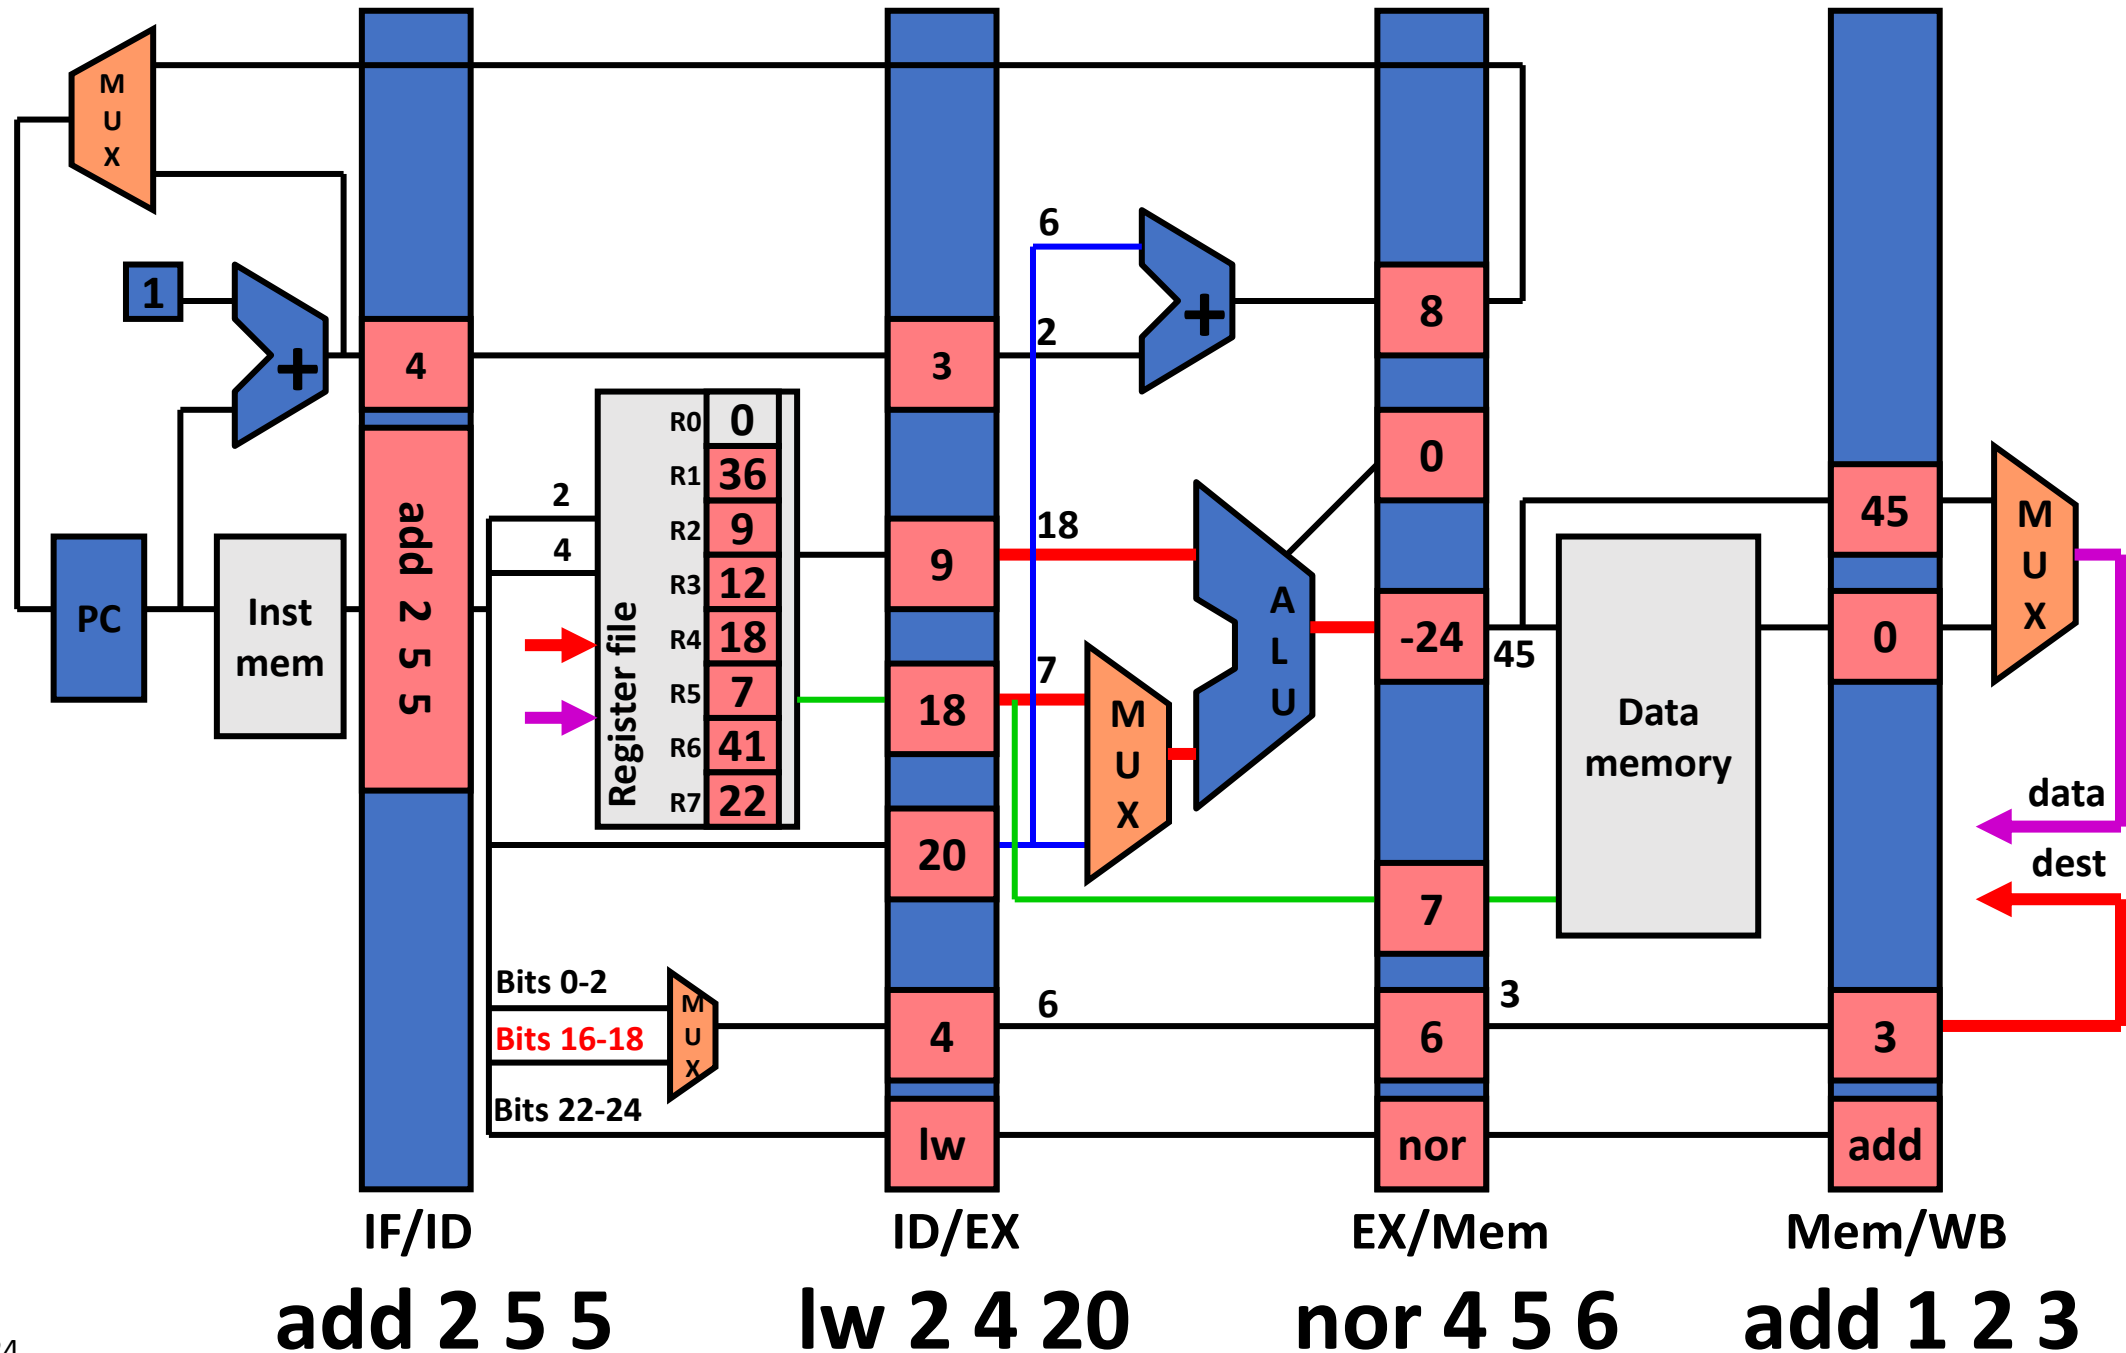 M
U
X
1
+
PC
Inst
mem
4
add 2 5 5
2
4
Register file
R0 0
R1 36
R2 9
R3 12
R4 18
R5 7
R6 41
R7 22
Bits 0-2
Bits 16-18
Bits 22-24
M
U
X
3
9
18
20
4
lw
6
2
18
7
6
+
M
U
X
A
L
U
8
0
-24
7
6
nor
45
3
Data
memory
45
0
3
add
M
U
X
data
dest
IF/ID
ID/EX
EX/Mem
Mem/WB
add 2 5 5
lw 2 4 20
nor 4 5 6
add 1 2 3